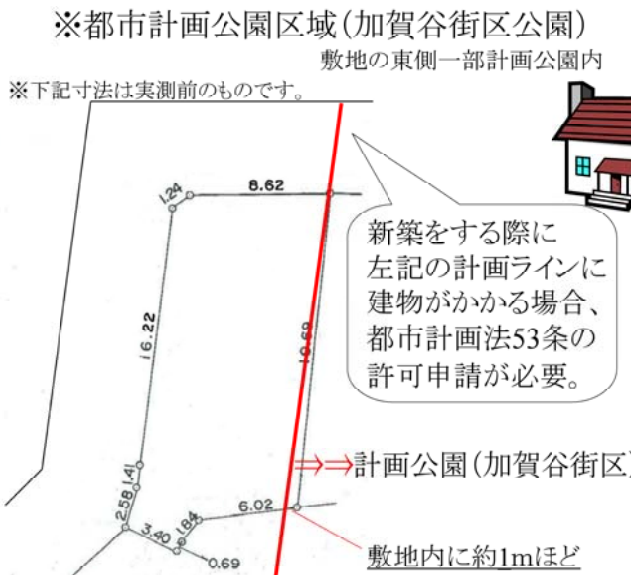 ※都市計画公園区域（加賀谷街区公園）
敷地の東側一部計画公園内
※下記寸法は実測前のものです。
1.24
8.62
新築をする際に
左記の計画ラインに
建物がかかる場合、
都市計画法53条の
許可申請が必要。
16.22
1.41
2.58
3.40
1.84
0.69
6.02
⇒⇒計画公園（加賀谷街区）
敷地内に約1mほど